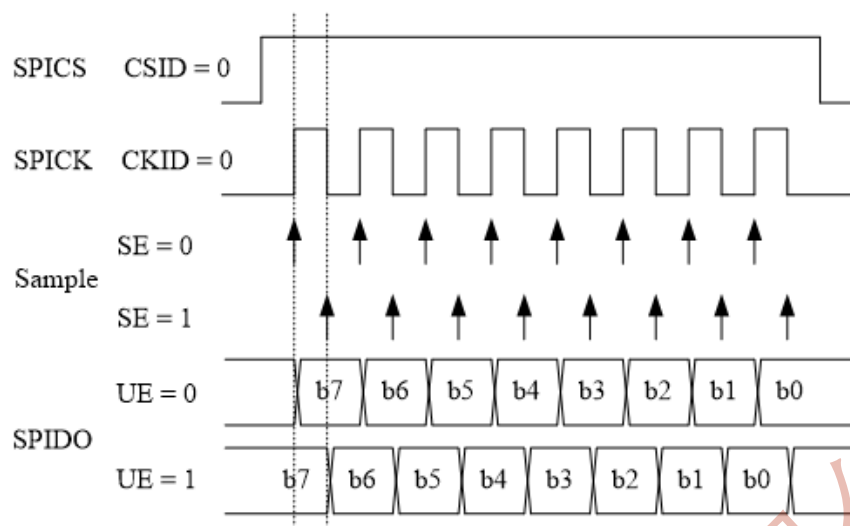 SPICS CSID = 0
SPICK CKID = 0
SE = 0
Sample
SE = 1
UE = 0 b7 b6 b5 b4 b3 b2 b1 b0
SPIDO
UE = 1 b7 b6 b5 b4 b3 b2 b1 b0